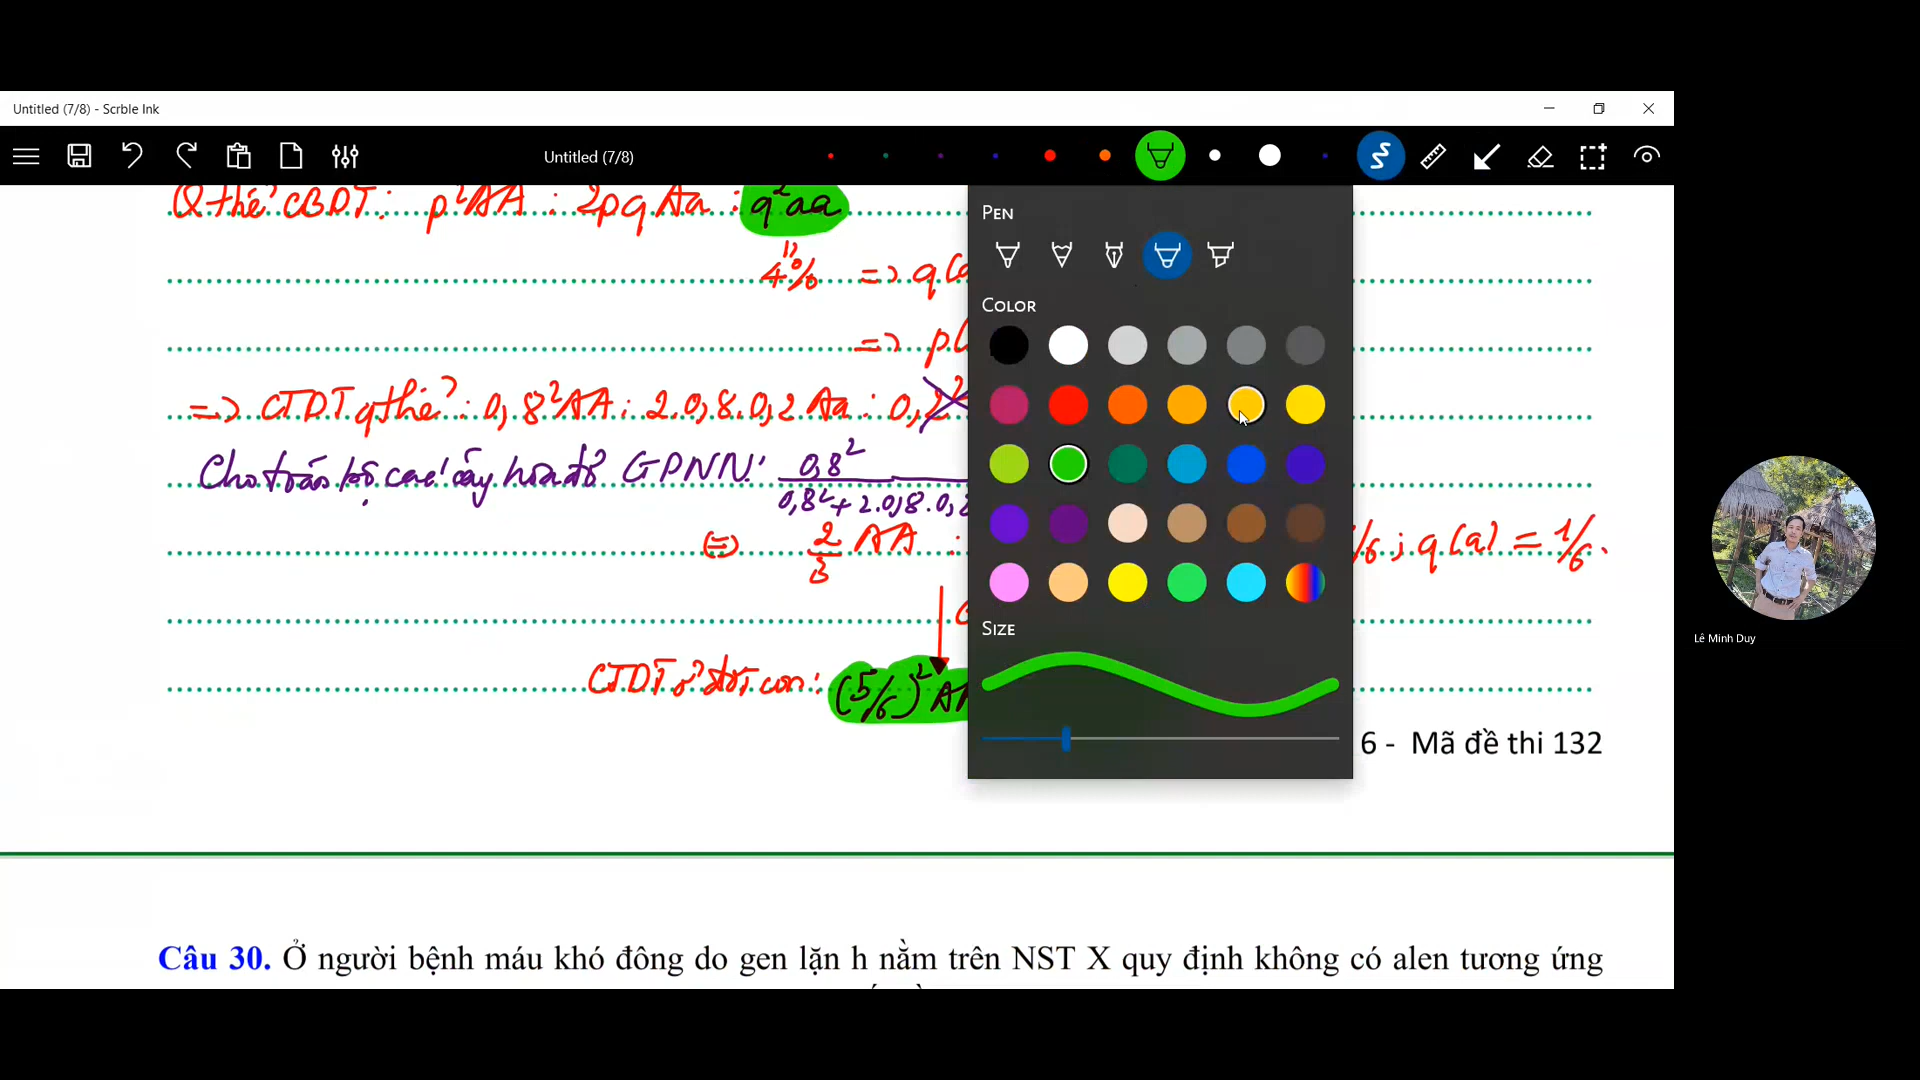 Untitled (7/8) - Scrble Ink
Untitled (7/8)
Q thể CBDT: p²AA : 2pq Aa : q²aa
4% => q(a
=> p(
=> CTDT q thể : 0,8²AA : 2.0,8.0,2 Aa : 0,2²
Cho toàn bộ các cây hoa đỏ GPNN: 0,8² / 0,8² + 2.0,8.0,2
(=) 2/3 AA : /6 ; q(a) = 1/6.
CTDT ở đời con: (5/6)² AA
6 - Mã đề thi 132
Câu 30. Ở người bệnh máu khó đông do gen lặn h nằm trên NST X quy định không có alen tương ứng
PEN
COLOR
SIZE
Lê Minh Duy